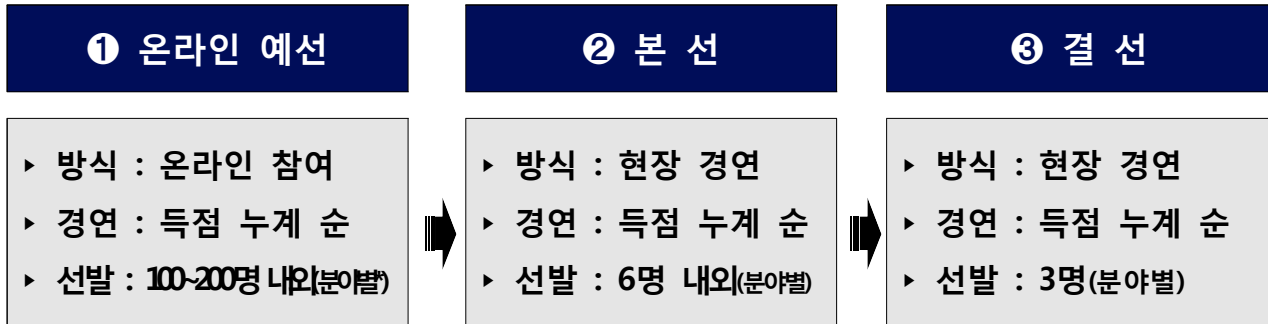 ❶ 온라인 예선
▸ 방식 : 온라인 참여
▸ 경연 : 득점 누계 순
▸ 선발 : 100~200명 내외(분야별*)
❷ 본 선
▸ 방식 : 현장 경연
▸ 경연 : 득점 누계 순
▸ 선발 : 6명 내외(분야별)
❸ 결 선
▸ 방식 : 현장 경연
▸ 경연 : 득점 누계 순
▸ 선발 : 3명(분야별)